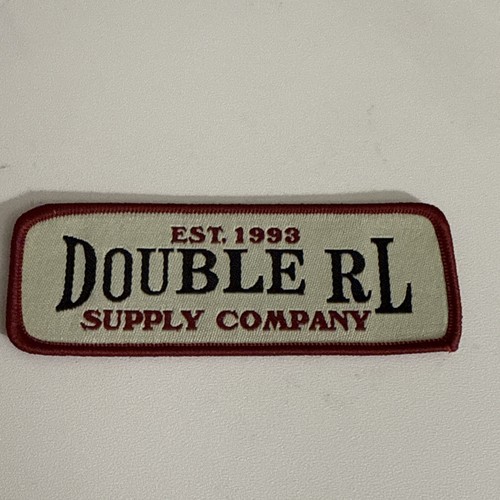 EST. 1993
DOUBLE RL
SUPPLY COMPANY